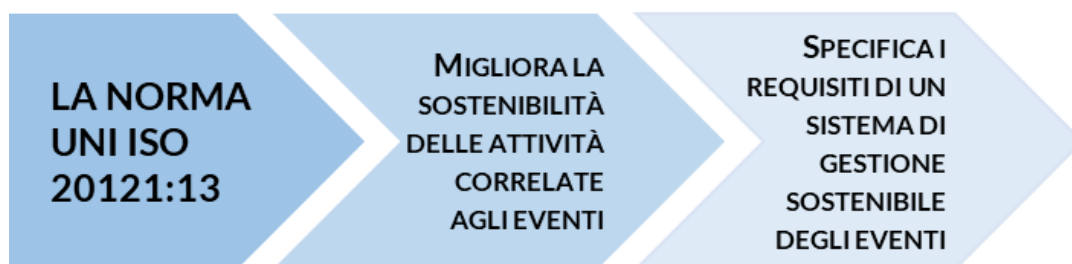 LA NORMA
UNI ISO
20121:13
MIGLIORA LA
SOSTENIBILITÀ
DELLE ATTIVITÀ
CORRELATE
AGLI EVENTI
SPECIFICA I
REQUISITI DI UN
SISTEMA DI
GESTIONE
SOSTENIBILE
DEGLI EVENTI